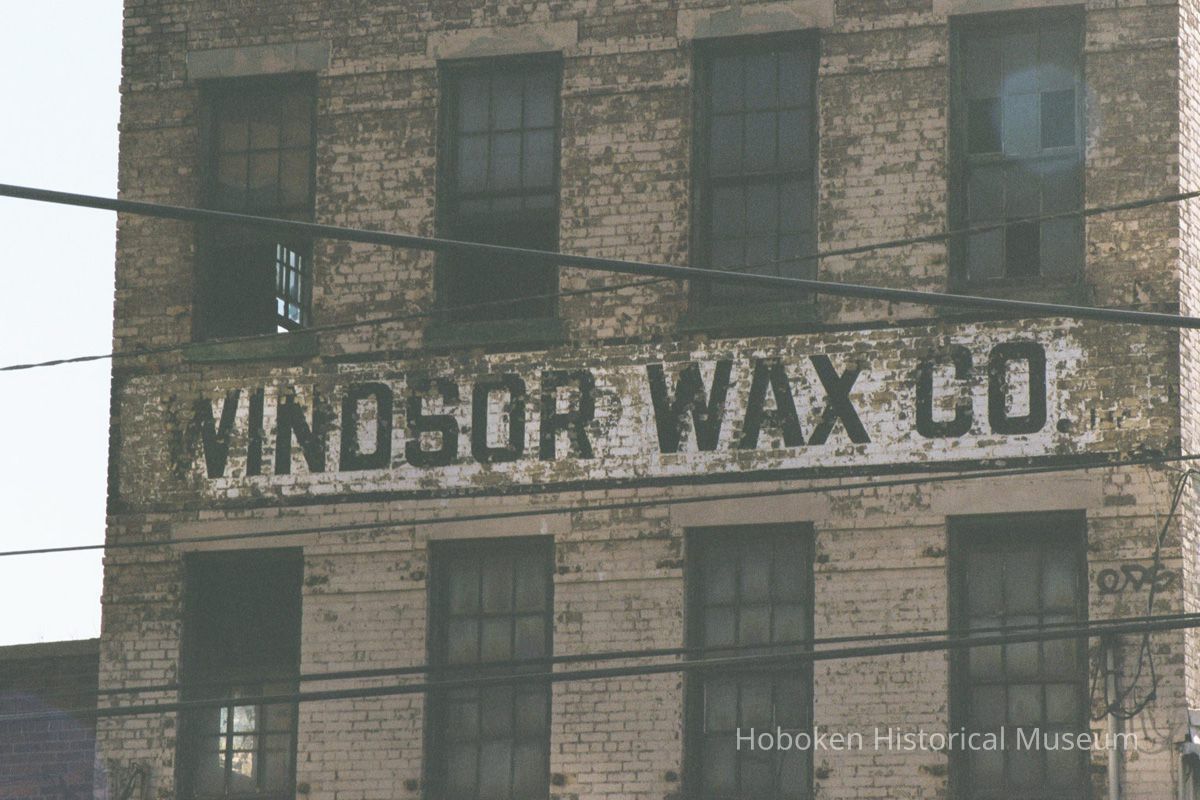 WINDSOR WAX CO.
Hoboken Historical Museum